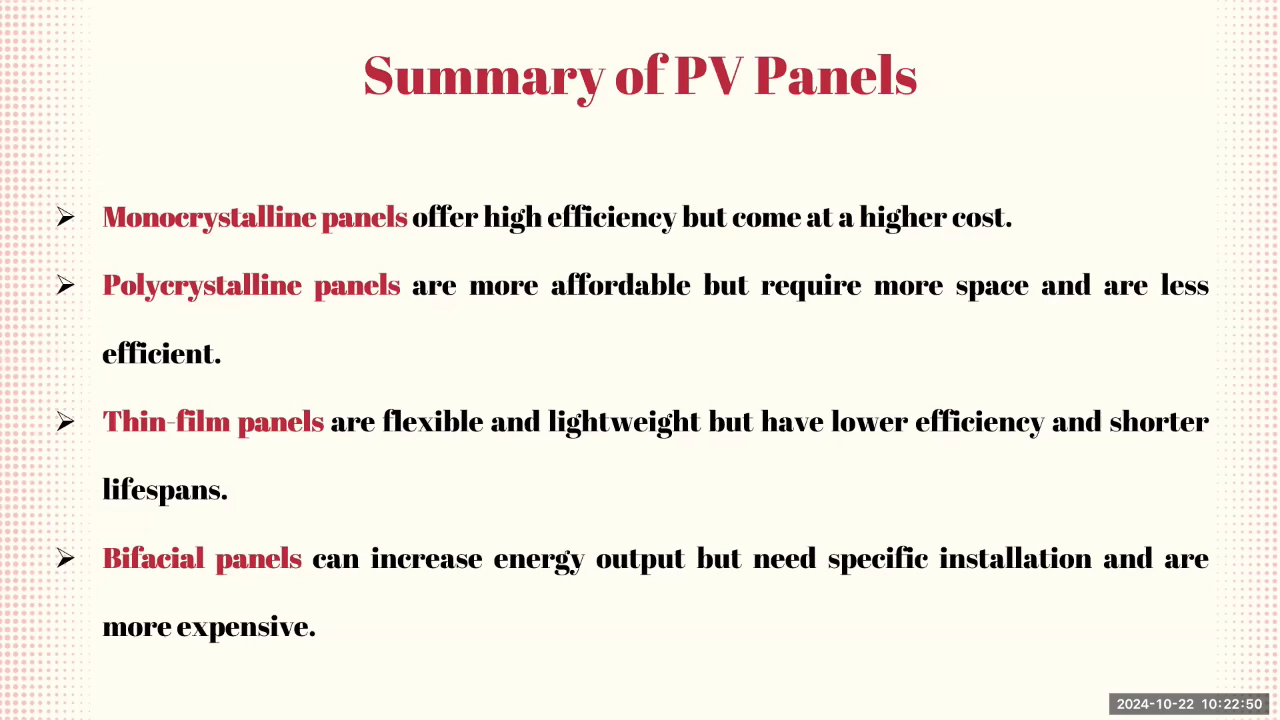 Summary of PV Panels
➢ Monocrystalline panels offer high efficiency but come at a higher cost.
➢ Polycrystalline panels are more affordable but require more space and are less
efficient.
➢ Thin-film panels are flexible and lightweight but have lower efficiency and shorter
lifespans.
➢ Bifacial panels can increase energy output but need specific installation and are
more expensive.
2024-10-22 10:22:50